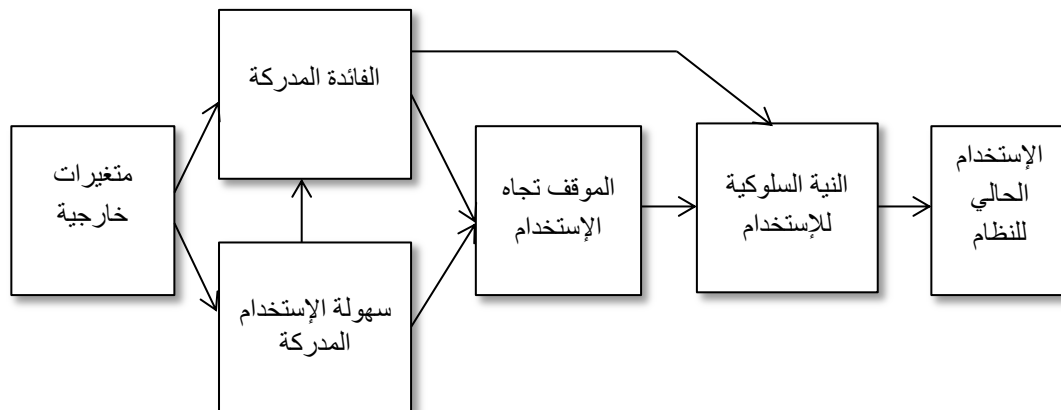 الفائدة المدركة
متغيرات
خارجية
سهولة الإستخدام
المدركة
الموقف تجاه
الإستخدام
النية السلوكية
للإستخدام
الإستخدام
الحالي
للنظام